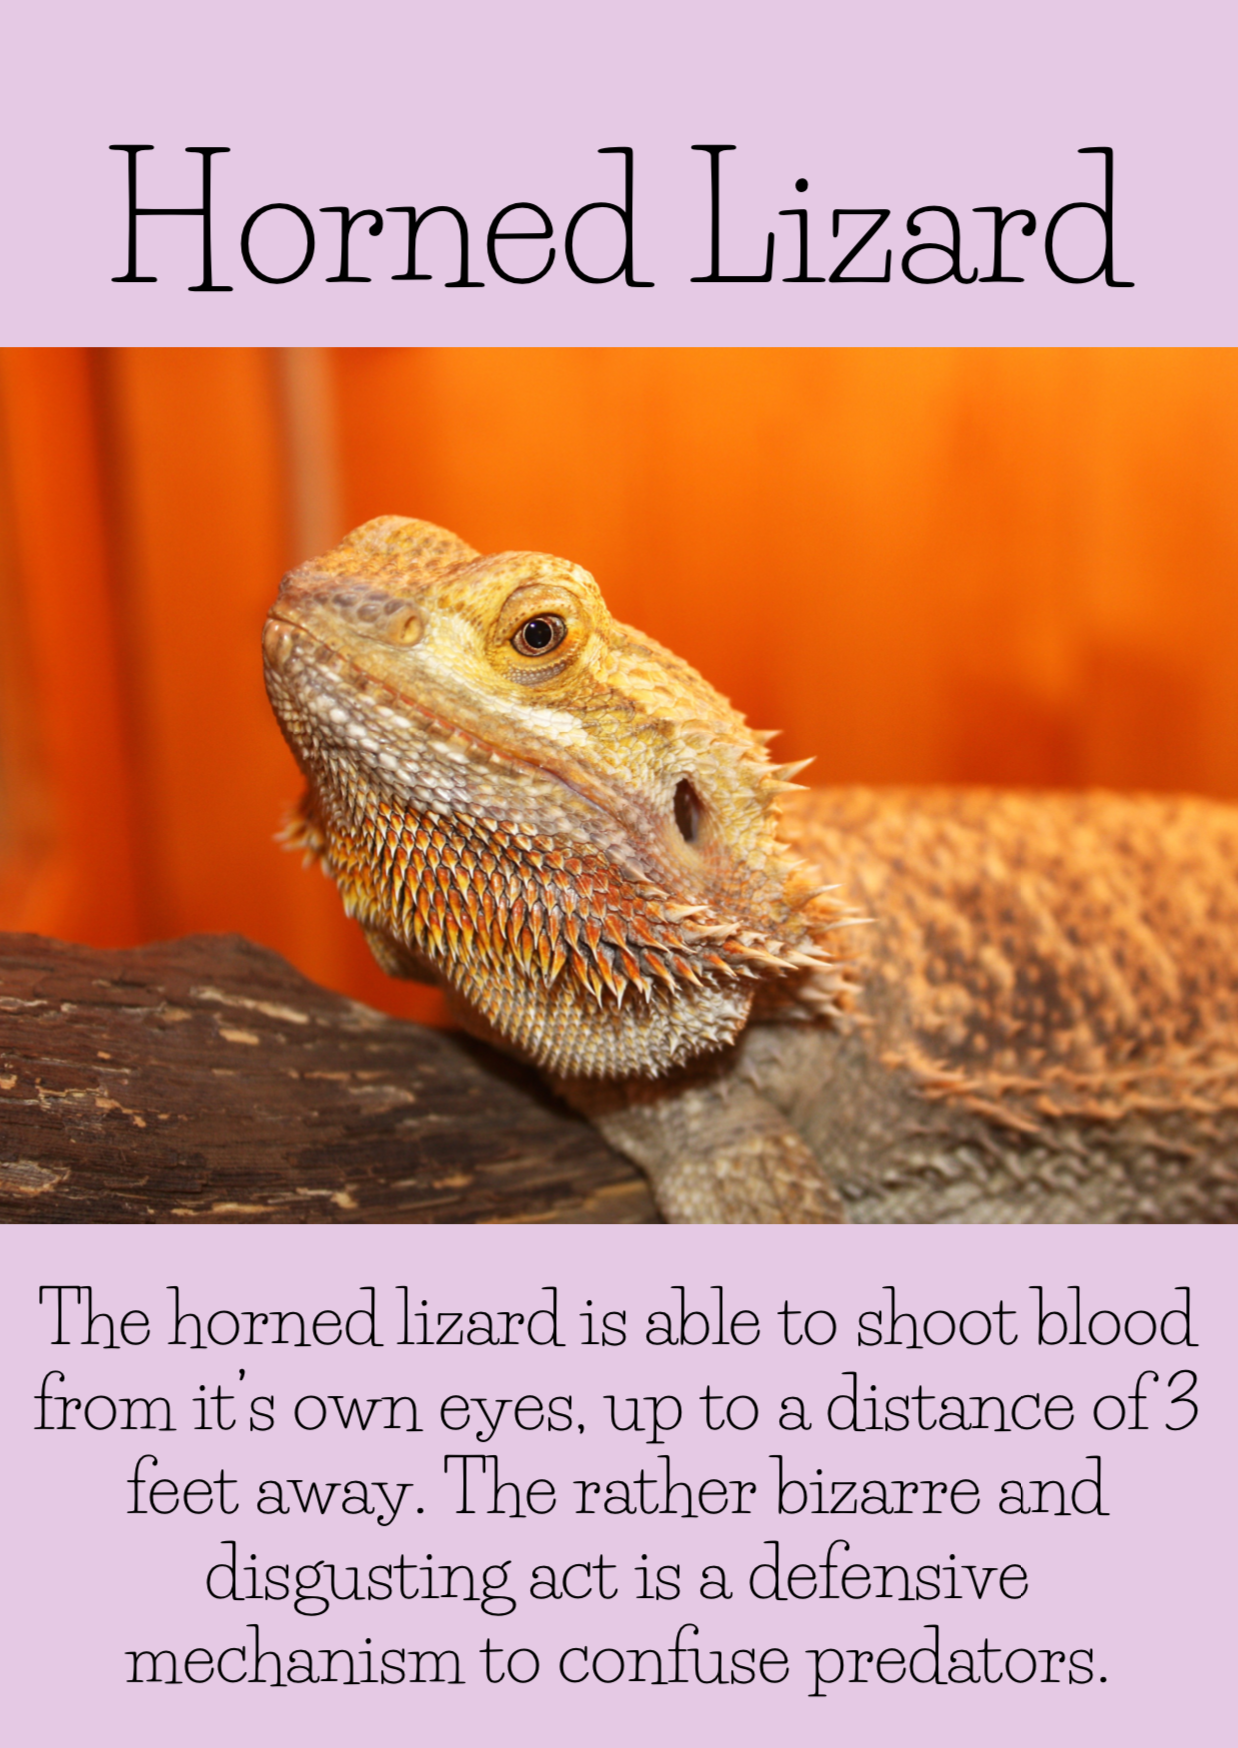 Horned Lizard
The horned lizard is able to shoot blood
from it's own eyes, up to a distance of 3
feet away. The rather bizarre and
disgusting act is a defensive
mechanism to confuse predators.